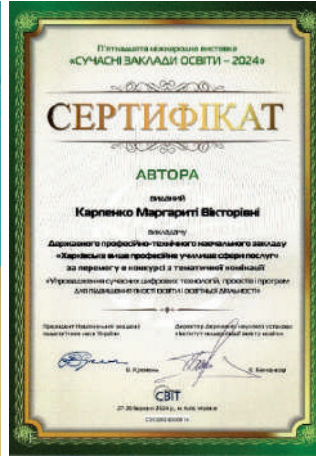 П'ятнадцята міжнародна виставка
«СУЧАСНІ ЗАКЛАДИ ОСВІТИ – 2024»
СЕРТИФІКАТ
АВТОРА
виданий
Карпенко Маргариті Вікторівні
викладачу
Державного професійно-технічного навчального закладу
«Харківське вище професійне училище сфери послуг»
за перемогу в конкурсі з тематичної номінації
«Упровадження сучасних цифрових технологій, проєктів і програм
для підвищення якості освіти і освітньої діяльності»
Президент Національної академії
педагогічних наук України
В. Кремень
Директор Державної наукової установи
«Інститут модернізації змісту освіти»
Є. Баженков
СВІТ
27-29 березня 2024 р., м. Київ, Україна